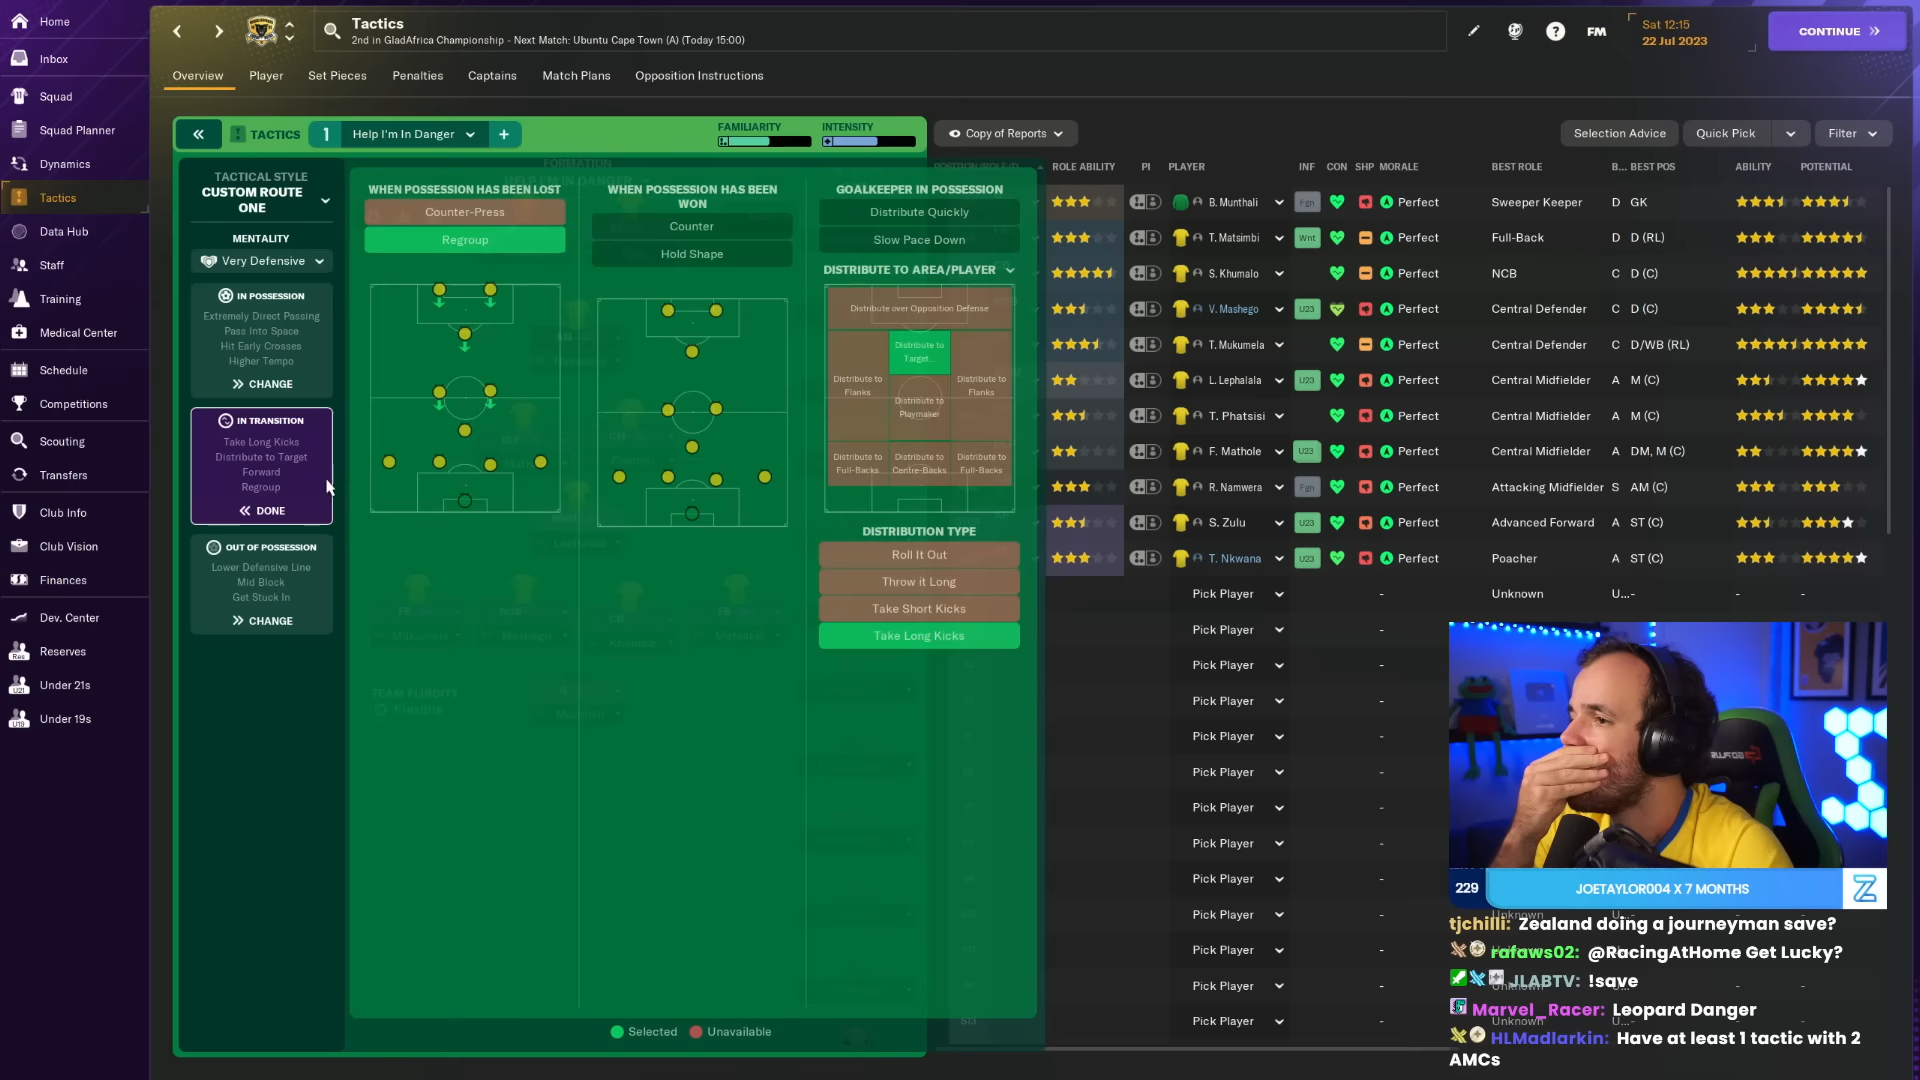 Home
Inbox
Squad
Squad Planner
Dynamics
Tactics
Data Hub
Staff
Training
Medical Center
Schedule
Competitions
Scouting
Transfers
Club Info
Club Vision
Finances
Dev. Center
Reserves
Under 21s
Under 19s
Tactics
2nd in GladAfrica Championship - Next Match: Ubuntu Cape Town (A) (Today 15:00)
FM
Sat 12:15
22 Jul 2023
CONTINUE
Overview
Player
Set Pieces
Penalties
Captains
Match Plans
Opposition Instructions
TACTICS
1
Help I'm In Danger
FAMILIARITY
INTENSITY
Copy of Reports
Selection Advice
Quick Pick
Filter
TACTICAL STYLE
CUSTOM ROUTE
ONE
MENTALITY
Very Defensive
IN POSSESSION
Extremely Direct Passing
Pass Into Space
Hit Early Crosses
Higher Tempo
CHANGE
IN TRANSITION
Take Long Kicks
Distribute to Target
Forward
Regroup
DONE
OUT OF POSSESSION
Lower Defensive Line
Mid Block
Get Stuck In
CHANGE
WHEN POSSESSION HAS BEEN LOST
Counter-Press
Regroup
WHEN POSSESSION HAS BEEN
WON
Counter
Hold Shape
GOALKEEPER IN POSSESSION
Distribute Quickly
Slow Pace Down
DISTRIBUTE TO AREA/PLAYER
Distribute over Opposition Defense
Distribute to
Target...
Distribute to
Flanks
Distribute to
Playmaker
Distribute to
Flanks
Distribute to
Full-Backs
Distribute to
Centre-Backs
Distribute to
Full-Backs
DISTRIBUTION TYPE
Roll It Out
Throw it Long
Take Short Kicks
Take Long Kicks
Selected
Unavailable
ROLE ABILITY PI PLAYER INF CON SHP MORALE BEST ROLE B... BEST POS ABILITY POTENTIAL
B. Munthali Fgn Perfect Sweeper Keeper D GK
T. Matsimbi Wnt Perfect Full-Back D D (RL)
S. Khumalo Perfect NCB C D (C)
V. Mashego U23 Perfect Central Defender C D (C)
T. Mukumela Perfect Central Defender C D/WB (RL)
L. Lephalala U23 Perfect Central Midfielder A M (C)
T. Phatsisi Perfect Central Midfielder A M (C)
F. Mathole U23 Perfect Central Midfielder A DM, M (C)
R. Namwera Fgn Perfect Attacking Midfielder S AM (C)
S. Zulu U23 Perfect Advanced Forward A ST (C)
T. Nkwana U23 Perfect Poacher A ST (C)
Pick Player - Unknown U... - - -
Pick Player
Pick Player -
Pick Player -
Pick Player -
Pick Player -
Pick Player -
Pick Player -
Pick Player -
Pick Player -
Pick Player -
Pick Player -
Pick Player -
229
JOETAYLOR004 X 7 MONTHS
tjchilli: Zealand doing a journeyman save?
rafaws02: @RacingAtHome Get Lucky?
JLABTV: !save
Marvel_Racer: Leopard Danger
HLMadlarkin: Have at least 1 tactic with 2
AMCs